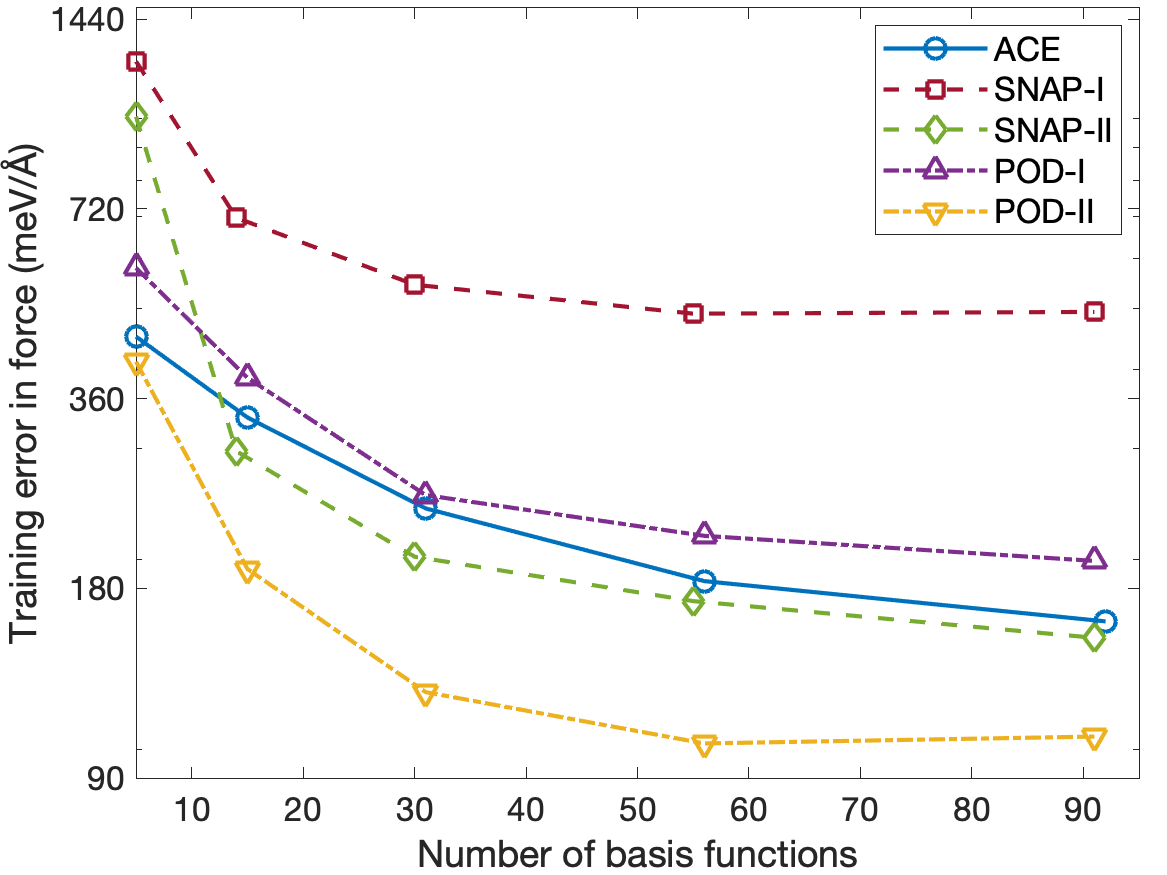 1440
720
360
180
90
Training error in force (meV/Å)
ACE
SNAP-I
SNAP-II
POD-I
POD-II
10 20 30 40 50 60 70 80 90
Number of basis functions